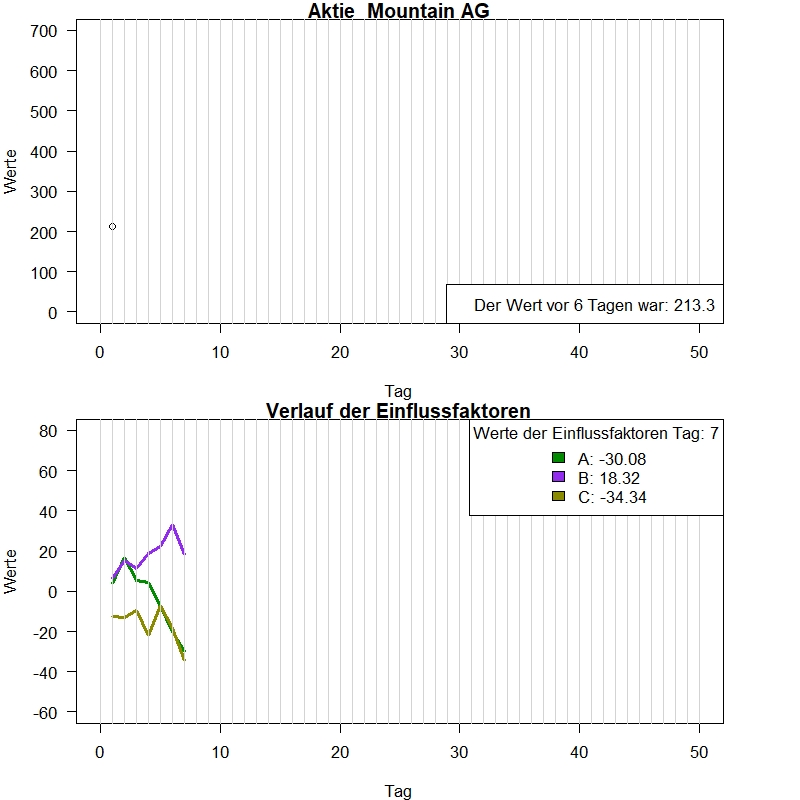 Aktie  Mountain AG
700
600
500
400
300
200
100
0
Werte
Der Wert vor 6 Tagen war: 213.3
0 10 20 30 40 50
Tag
Verlauf der Einflussfaktoren
80
60
40
20
0
-20
-40
-60
Werte
Werte der Einflussfaktoren Tag: 7
A: -30.08
B: 18.32
C: -34.34
0 10 20 30 40 50
Tag